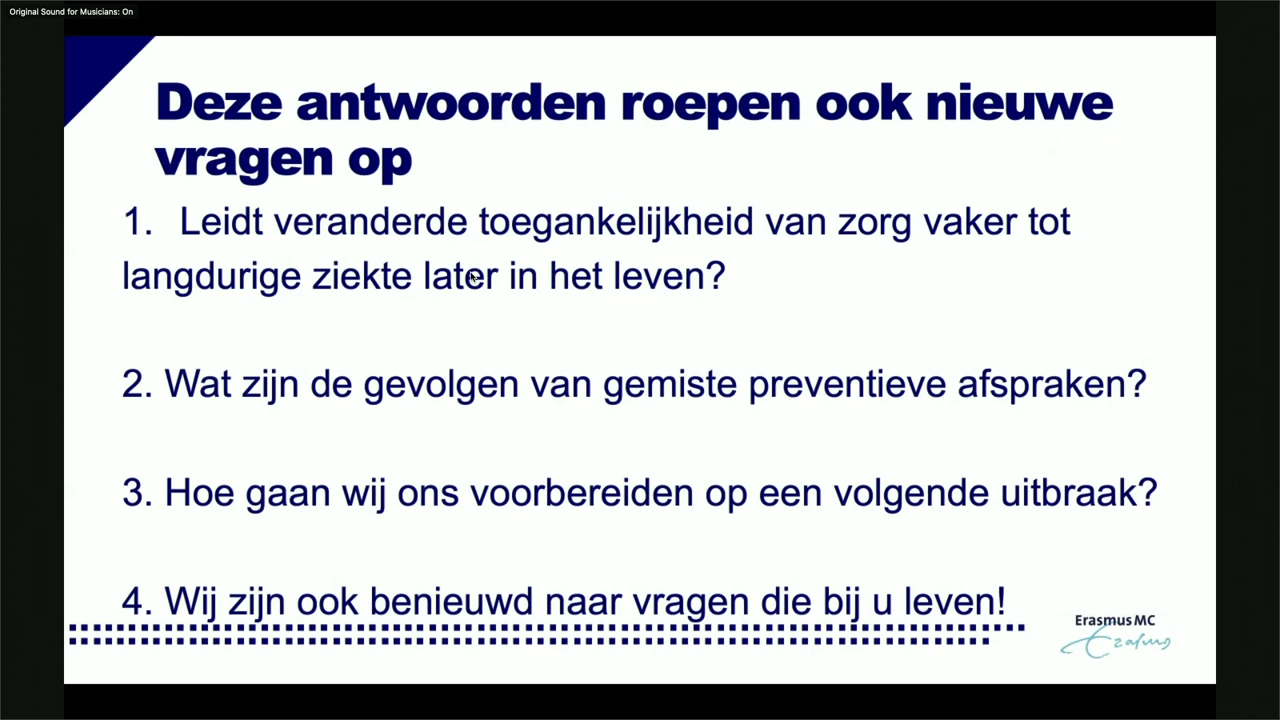 Original Sound for Musicians: On
Deze antwoorden roepen ook nieuwe
vragen op
1. Leidt veranderde toegankelijkheid van zorg vaker tot
langdurige ziekte later in het leven?
2. Wat zijn de gevolgen van gemiste preventieve afspraken?
3. Hoe gaan wij ons voorbereiden op een volgende uitbraak?
4. Wij zijn ook benieuwd naar vragen die bij u leven!
Erasmus MC
Erasmus